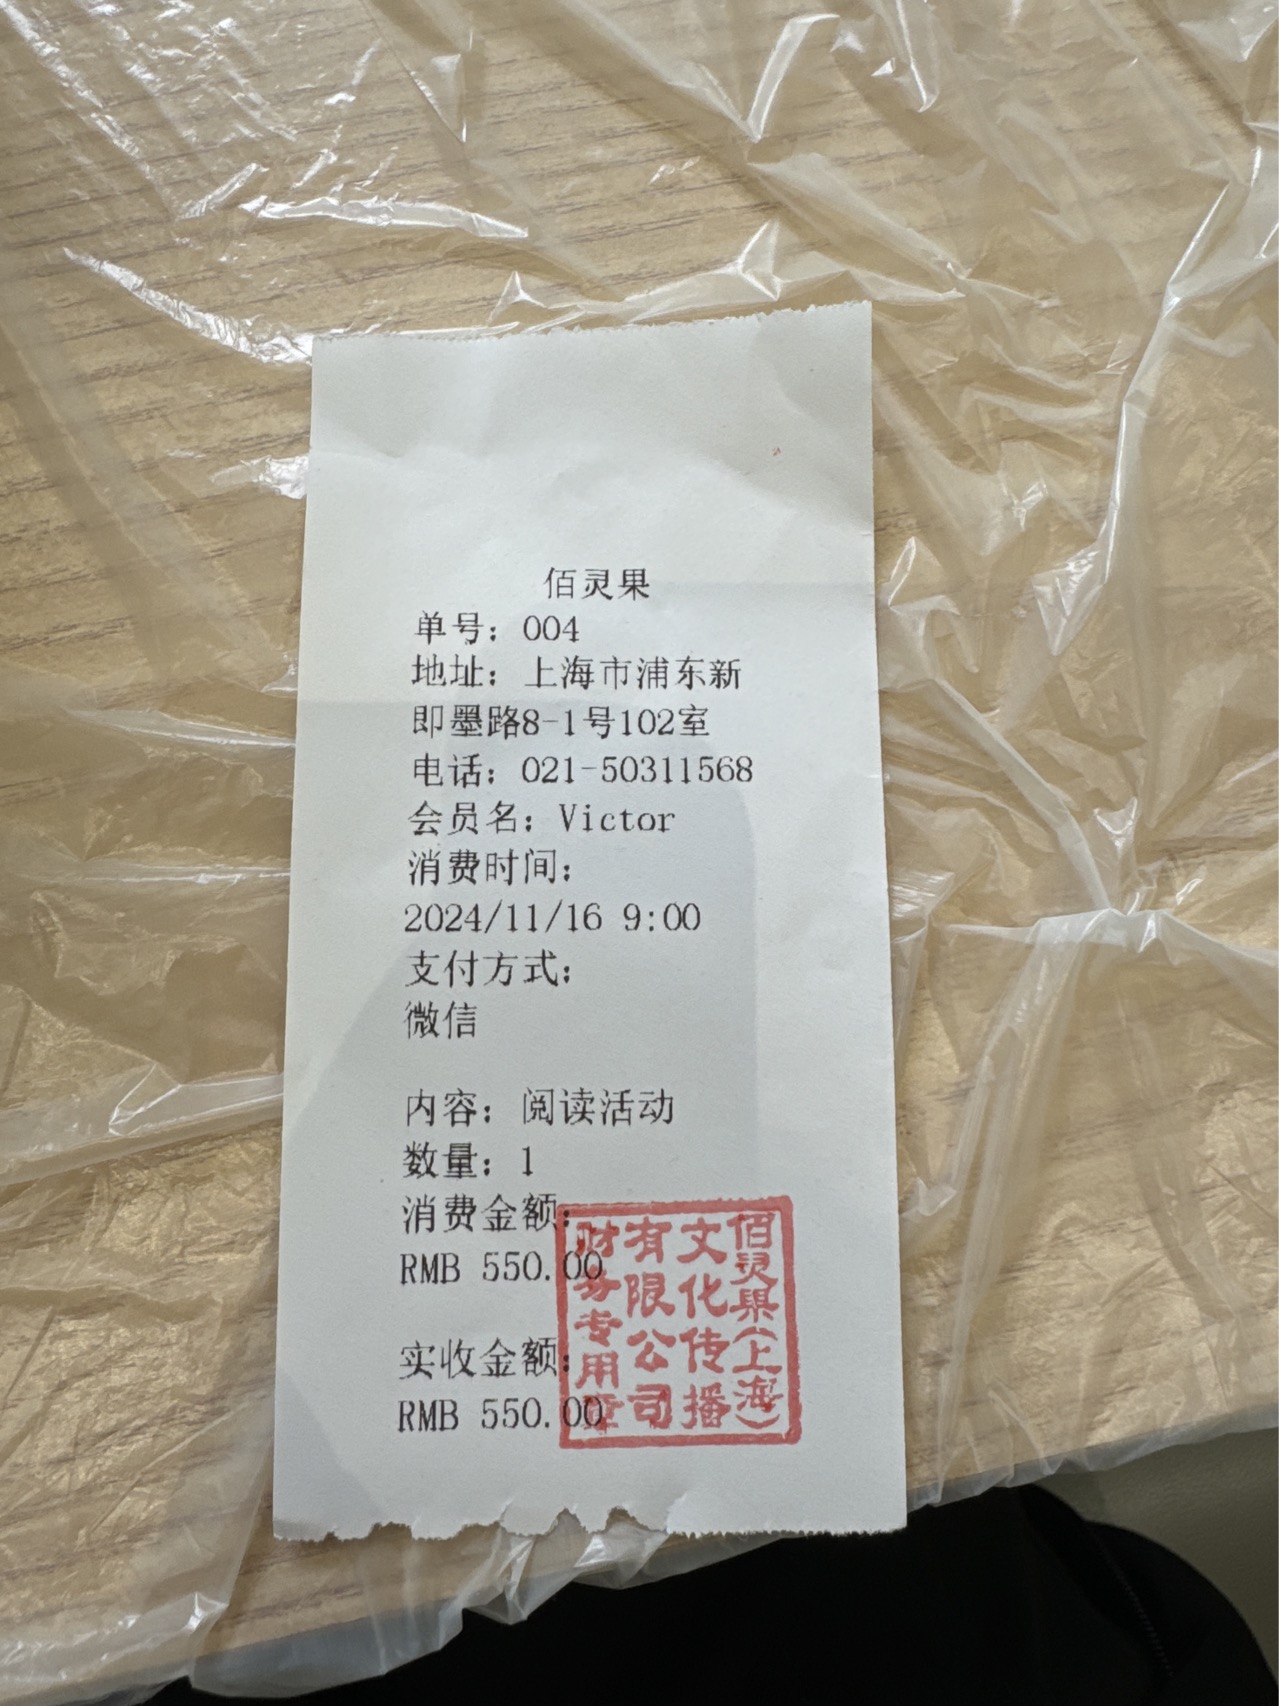 佰灵果
单号：004
地址：上海市浦东新
即墨路8-1号102室
电话：021-50311568
会员名：Victor
消费时间：
2024/11/16 9:00
支付方式：
微信
内容：阅读活动
数量：1
消费金额：
RMB 550.00
实收金额：
RMB 550.00
佰灵果(上海)
文化传播
有限公司
财务专用章